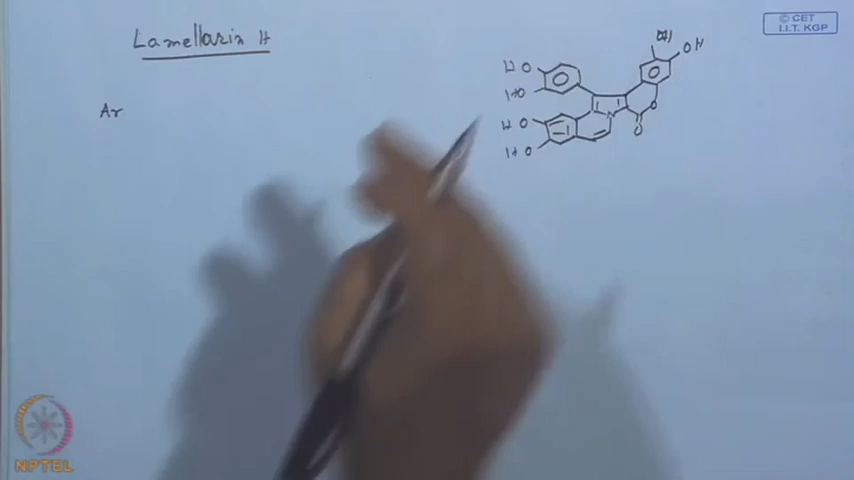 Lamellarin H
© CET
I.I.T. KGP
OH
OH
HO
HO
N
O
HO
O
HO
Ar
NPTEL